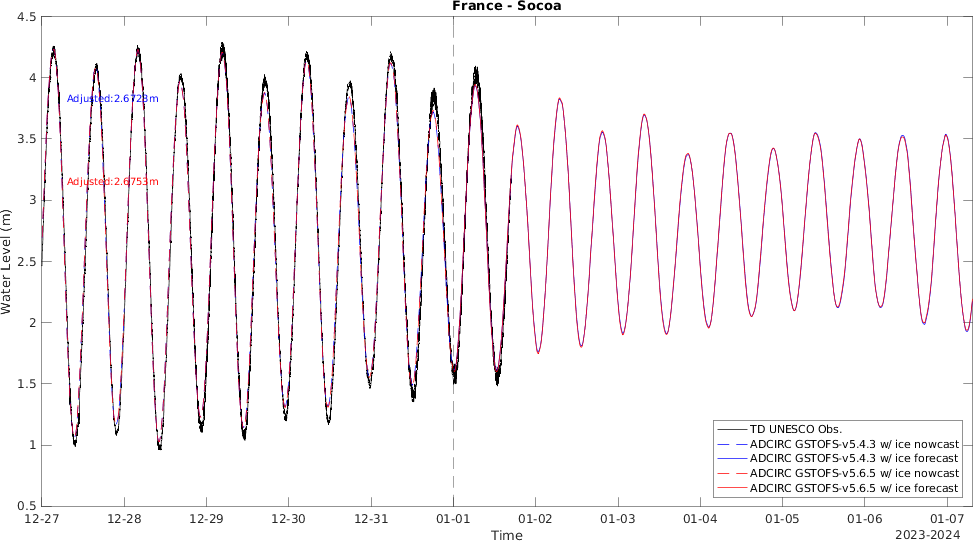 France - Socoa
4.5
4
3.5
3
2.5
2
1.5
1
0.5
Water Level (m)
Adjusted:2.6723m
Adjusted:2.6753m
TD UNESCO Obs.
ADCIRC GSTOFS-v5.4.3 w/ ice nowcast
ADCIRC GSTOFS-v5.4.3 w/ ice forecast
ADCIRC GSTOFS-v5.6.5 w/ ice nowcast
ADCIRC GSTOFS-v5.6.5 w/ ice forecast
12-27 12-28 12-29 12-30 12-31 01-01 01-02 01-03 01-04 01-05 01-06 01-07
Time
2023-2024